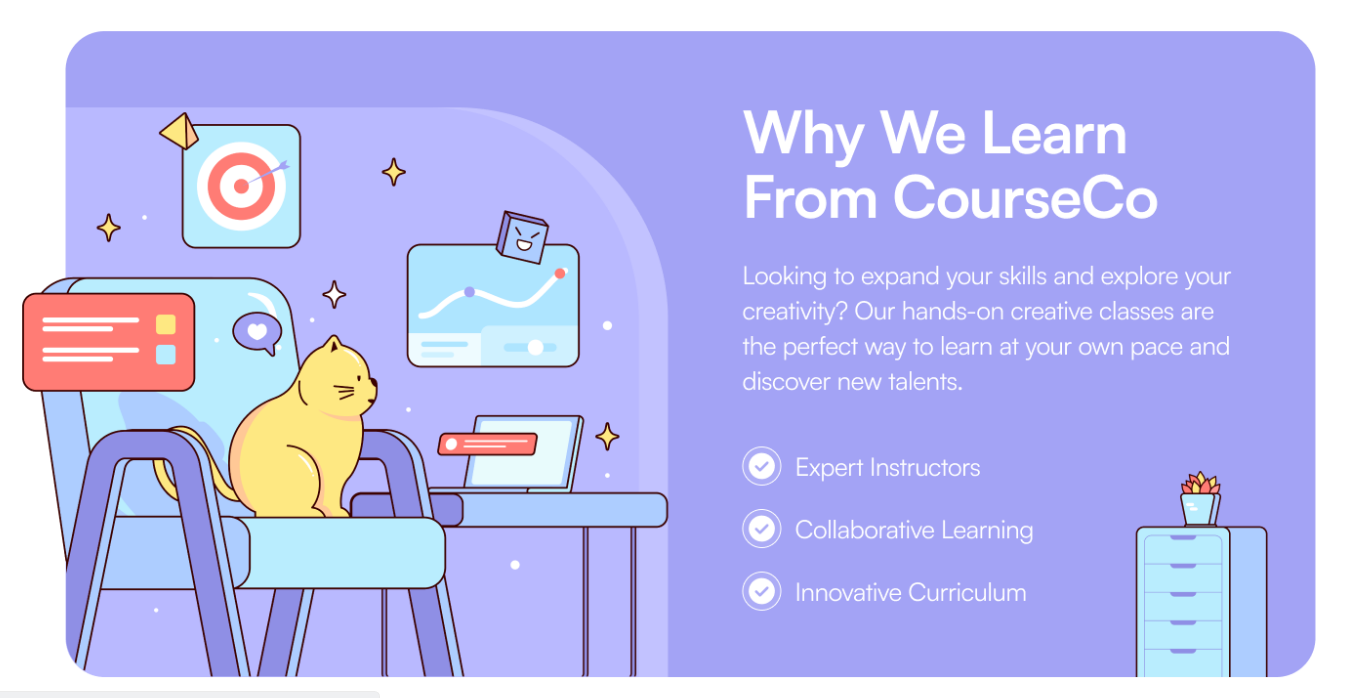 Why We Learn
From CourseCo
Looking to expand your skills and explore your
creativity? Our hands-on creative classes are
the perfect way to learn at your own pace and
discover new talents.
Expert Instructors
Collaborative Learning
Innovative Curriculum